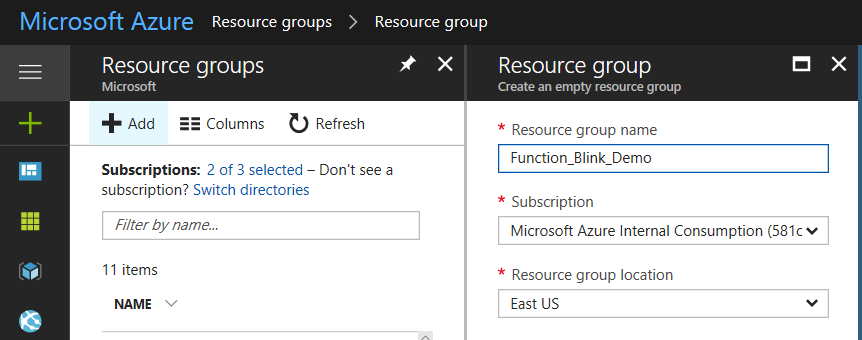 Microsoft Azure Resource groups > Resource group
Resource groups
Microsoft
Add Columns Refresh
Subscriptions: 2 of 3 selected – Don't see a
subscription? Switch directories
Filter by name...
11 items
NAME
Resource group
Create an empty resource group
* Resource group name
Function_Blink_Demo
* Subscription
Microsoft Azure Internal Consumption (581c
* Resource group location
East US